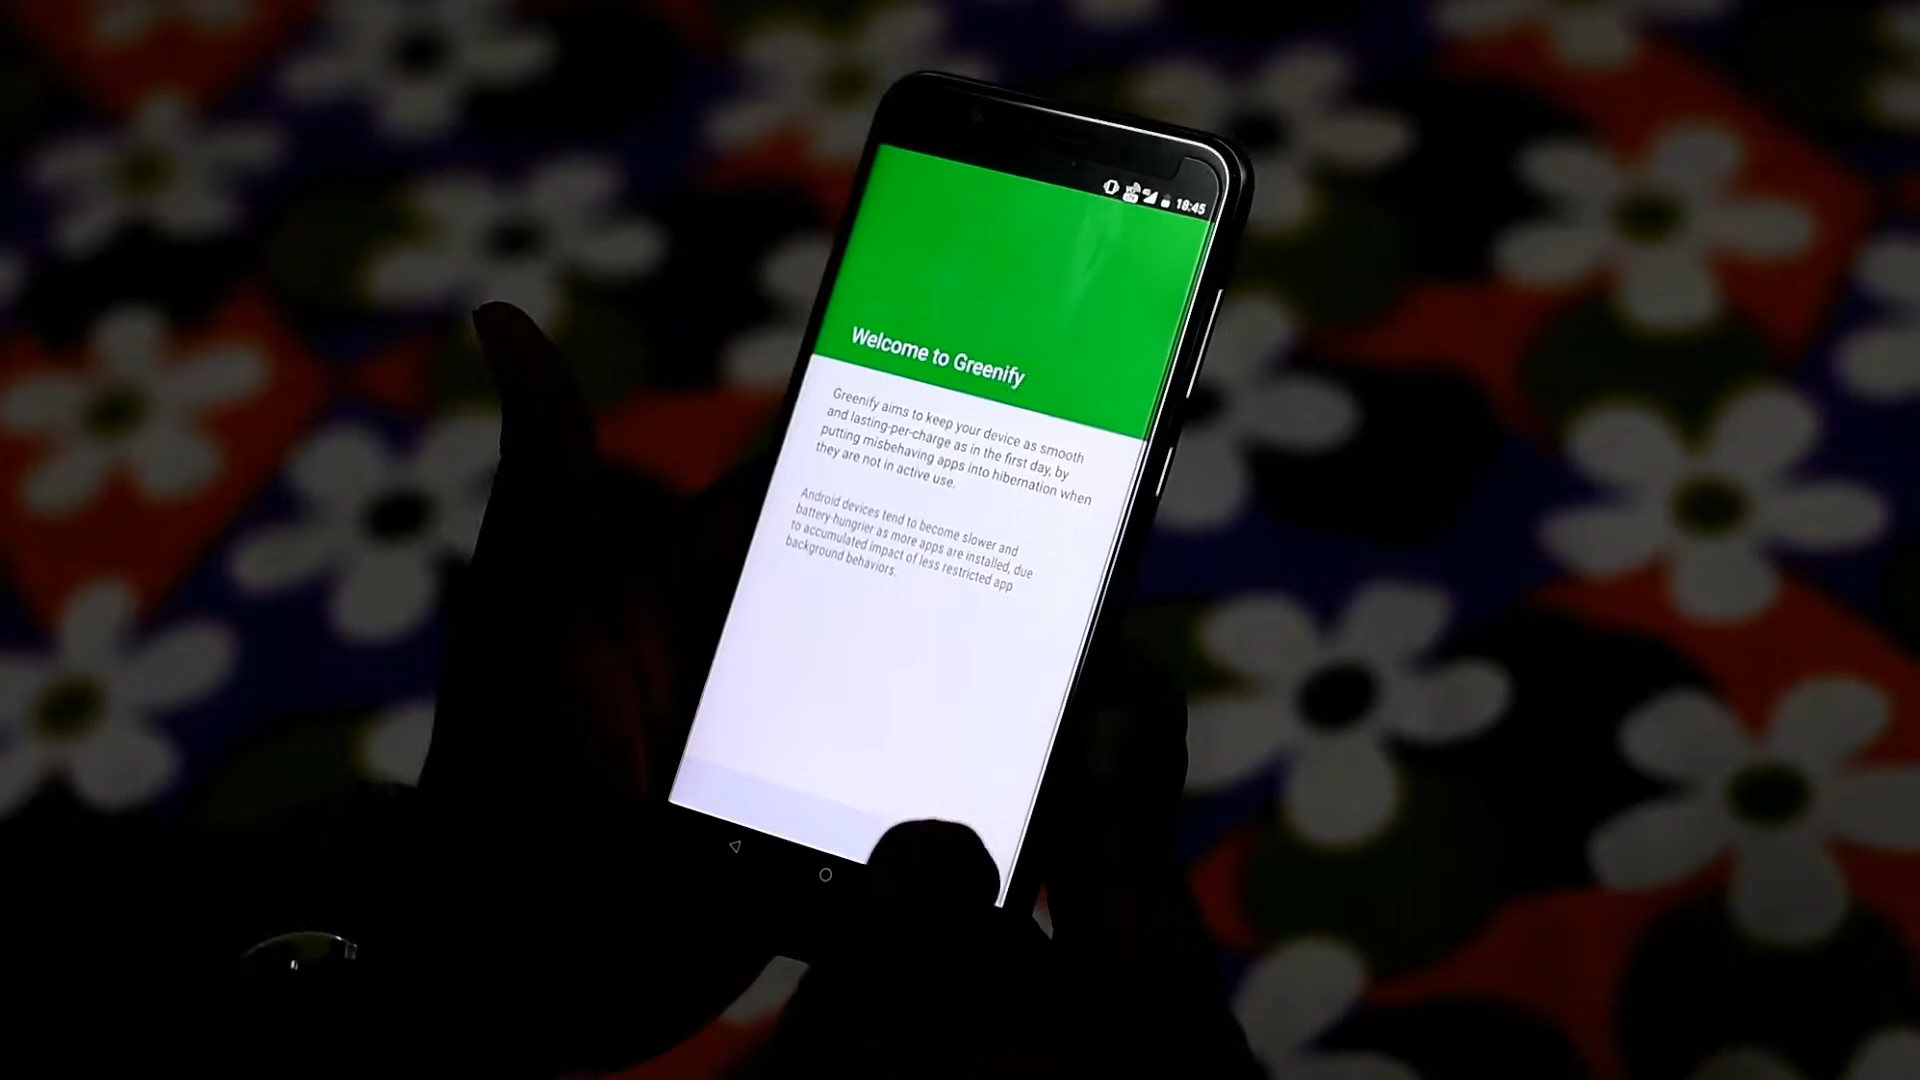 18:45
Welcome to Greenify
Greenify aims to keep your device as smooth
and lasting-per-charge as in the first day, by
putting misbehaving apps into hibernation when
they are not in active use.
Android devices tend to become slower and
battery-hungrier as more apps are installed, due
to accumulated impact of less restricted app
background behaviors.